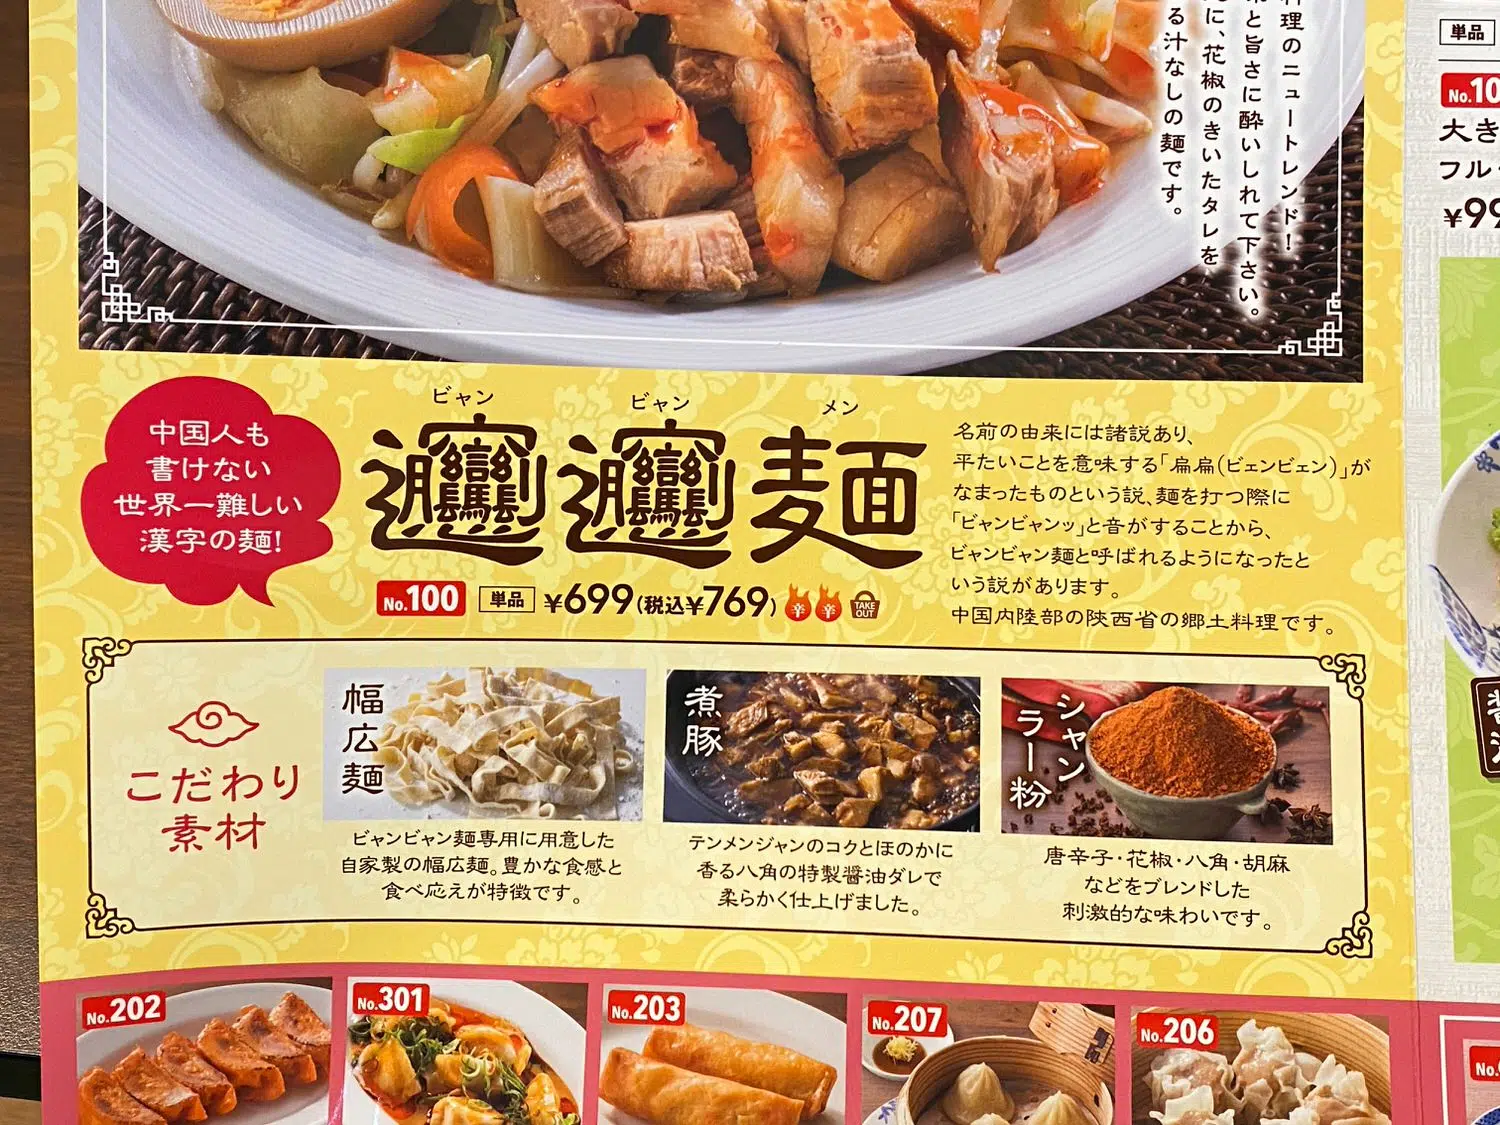 理のニュートレンド!
と旨さに酔いしれて下さい。
に、花椒のきいたタレを
る汁なしの麺です。
中国人も
書けない
世界一難しい
漢字の麺!
ビャン ビャン メン
𰻞𰻞麺
No.100 単品 ¥699(税込¥769) 辛 辛 TAKE OUT
名前の由来には諸説あり、
平たいことを意味する「扁扁(ビェンビェン)」が
なまったものという説、麺を打つ際に
「ビャンビャンッ」と音がすることから、
ビャンビャン麺と呼ばれるようになったと
いう説があります。
中国内陸部の陝西省の郷土料理です。
こだわり
素材
幅広麺
ビャンビャン麺専用に用意した
自家製の幅広麺。豊かな食感と
食べ応えが特徴です。
煮豚
テンメンジャンのコクとほのかに
香る八角の特製醤油ダレで
柔らかく仕上げました。
シャン
ラー粉
唐辛子・花椒・八角・胡麻
などをブレンドした
刺激的な味わいです。
No.202
No.301
No.203
No.207
No.206
単品
No.10
大き
フル
¥99
No.